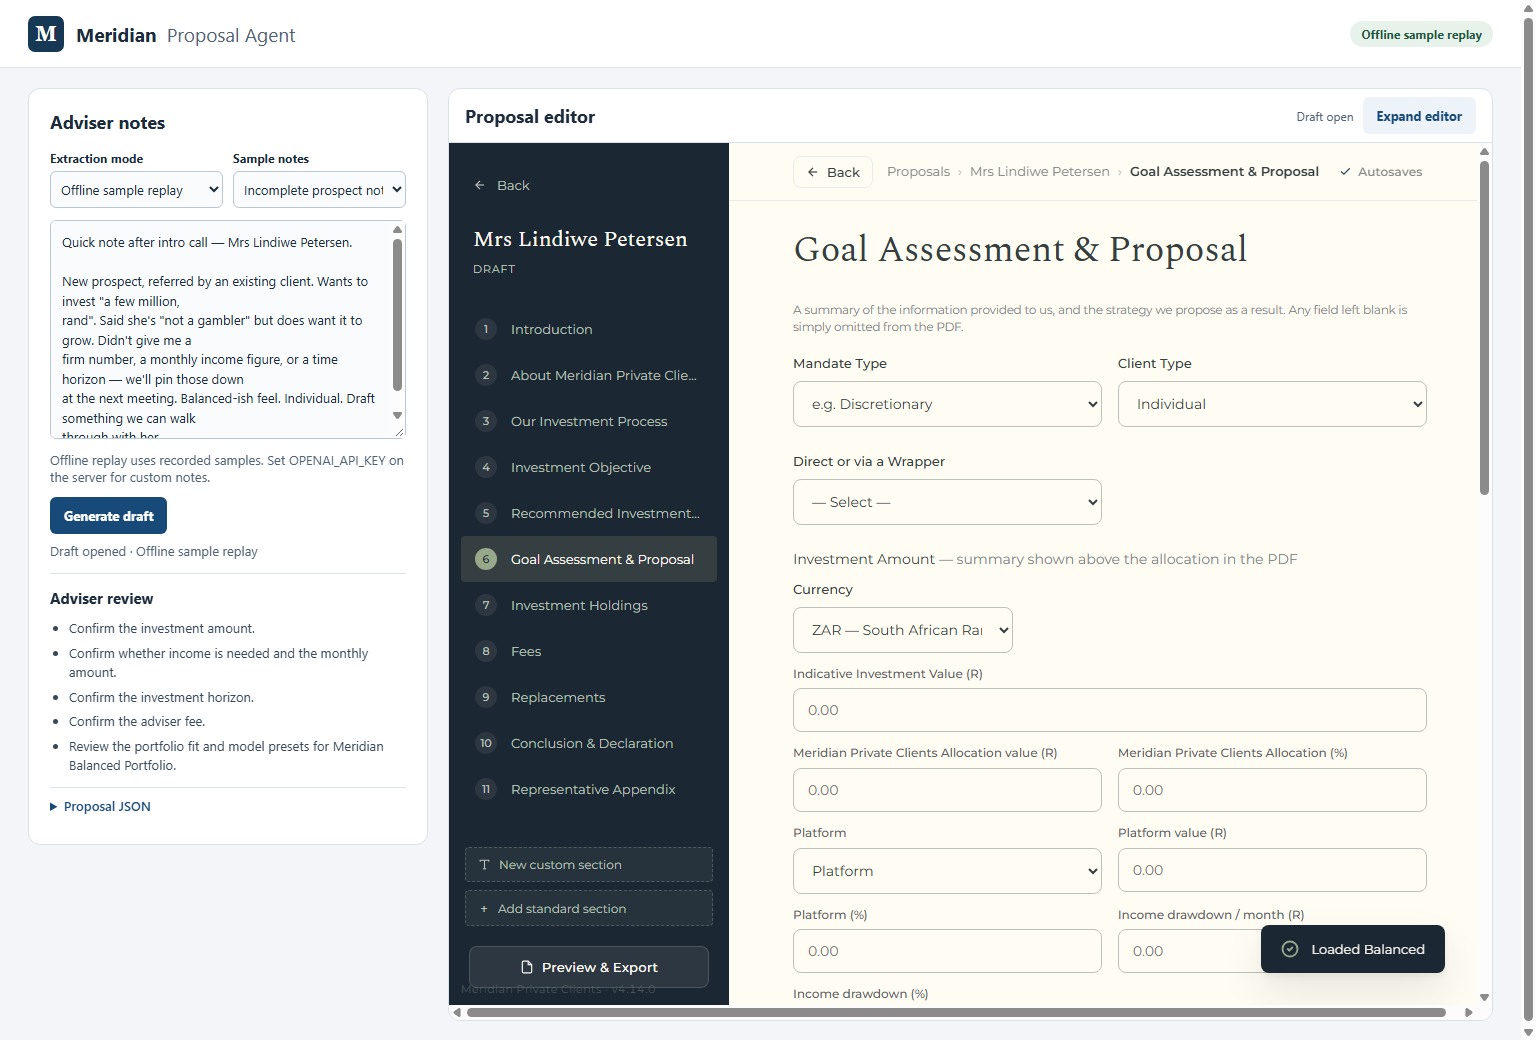 M Meridian Proposal Agent
Offline sample replay
Adviser notes
Extraction mode
Sample notes
Offline sample replay
Incomplete prospect not
Quick note after intro call — Mrs Lindiwe Petersen.
New prospect, referred by an existing client. Wants to
invest "a few million,
rand". Said she's "not a gambler" but does want it to
grow. Didn't give me a
firm number, a monthly income figure, or a time
horizon — we'll pin those down
at the next meeting. Balanced-ish feel. Individual. Draft
something we can walk
through with her
Offline replay uses recorded samples. Set OPENAI_API_KEY on
the server for custom notes.
Generate draft
Draft opened · Offline sample replay
Adviser review
• Confirm the investment amount.
• Confirm whether income is needed and the monthly
amount.
• Confirm the investment horizon.
• Confirm the adviser fee.
• Review the portfolio fit and model presets for Meridian
Balanced Portfolio.
Proposal JSON
Proposal editor
Draft open
Expand editor
← Back
Mrs Lindiwe Petersen
DRAFT
1 Introduction
2 About Meridian Private Clie...
3 Our Investment Process
4 Investment Objective
5 Recommended Investment...
6 Goal Assessment & Proposal
7 Investment Holdings
8 Fees
9 Replacements
10 Conclusion & Declaration
11 Representative Appendix
New custom section
+ Add standard section
Preview & Export
Meridian Private Clients · v4.14.0
← Back
Proposals › Mrs Lindiwe Petersen › Goal Assessment & Proposal
✓ Autosaves
Goal Assessment & Proposal
A summary of the information provided to us, and the strategy we propose as a result. Any field left blank is
simply omitted from the PDF.
Mandate Type
Client Type
e.g. Discretionary
Individual
Direct or via a Wrapper
— Select —
Investment Amount — summary shown above the allocation in the PDF
Currency
ZAR — South African Ra
Indicative Investment Value (R)
0.00
Meridian Private Clients Allocation value (R)
Meridian Private Clients Allocation (%)
0.00
0.00
Platform
Platform value (R)
Platform
0.00
Platform (%)
Income drawdown / month (R)
0.00
0.00
Loaded Balanced
Income drawdown (%)